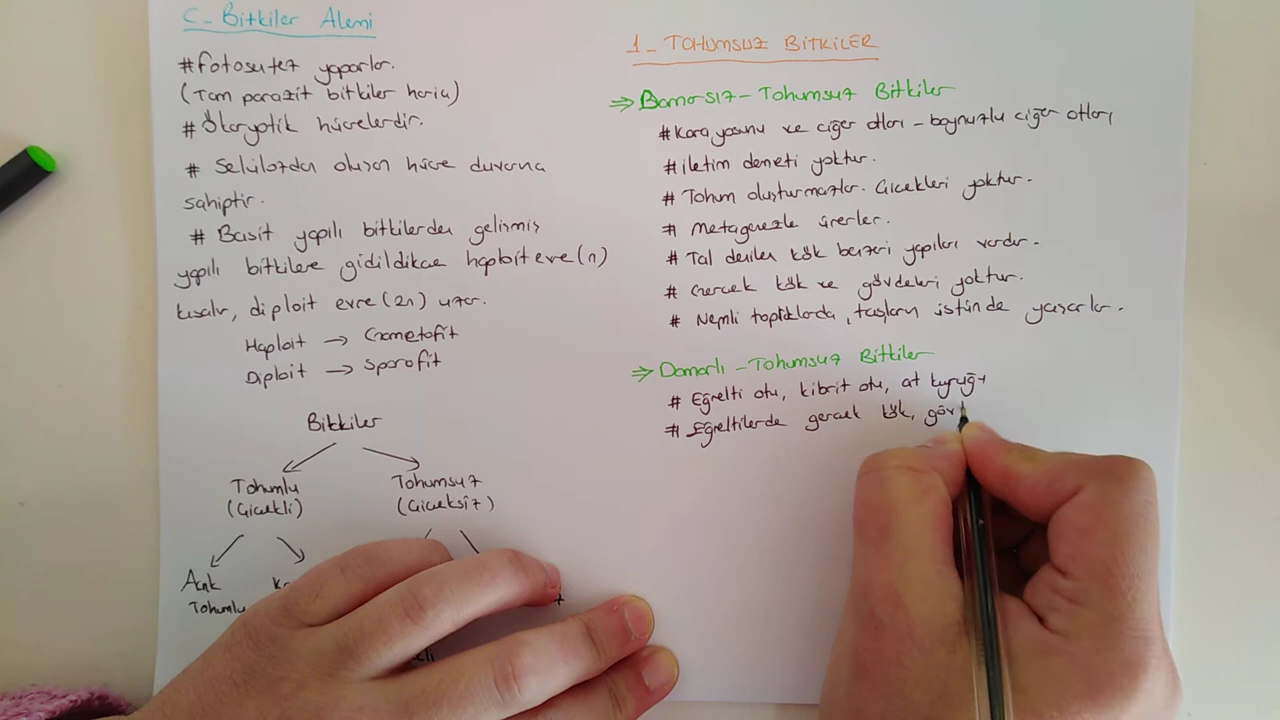 C- Bitkiler Alemi
#Fotosentez yaparlar.
(Tam parazit bitkiler hariç)
# Ökaryotik hücrelerdir.
# Selülozdan oluşan hücre duvarına
sahiptir.
# Basit yapılı bitkilerden gelişmiş
yapılı bitkilere gidildikçe haploit evre(n)
kısalır, diploit evre(2n) uzar.
Haploit → Gametofit
Diploit → Sporofit
Bitkiler
Tohumlu
(Çiçekli)
Tohumsuz
(Çiçeksiz)
Açık
Tohumlu
1- TOHUMSUZ BİTKİLER
⇒ Damarsız-Tohumsuz Bitkiler
#Kara yosunu ve ciğer otları - boynuzlu ciğer otları
#iletim demeti yoktur.
# Tohum oluşturmazlar. Çiçekleri yoktur.
# Metagenezle ürerler.
# Tal denilen kök benzeri yapıları vardır.
# Gerçek kök ve gövdeleri yoktur.
# Nemli topraklarda, taşların üstünde yaşarlar.
⇒ Damarlı-Tohumsuz Bitkiler
# Eğrelti otu, kibrit otu, at kuyruğu
# Eğreltilerde gerçek kök, göv